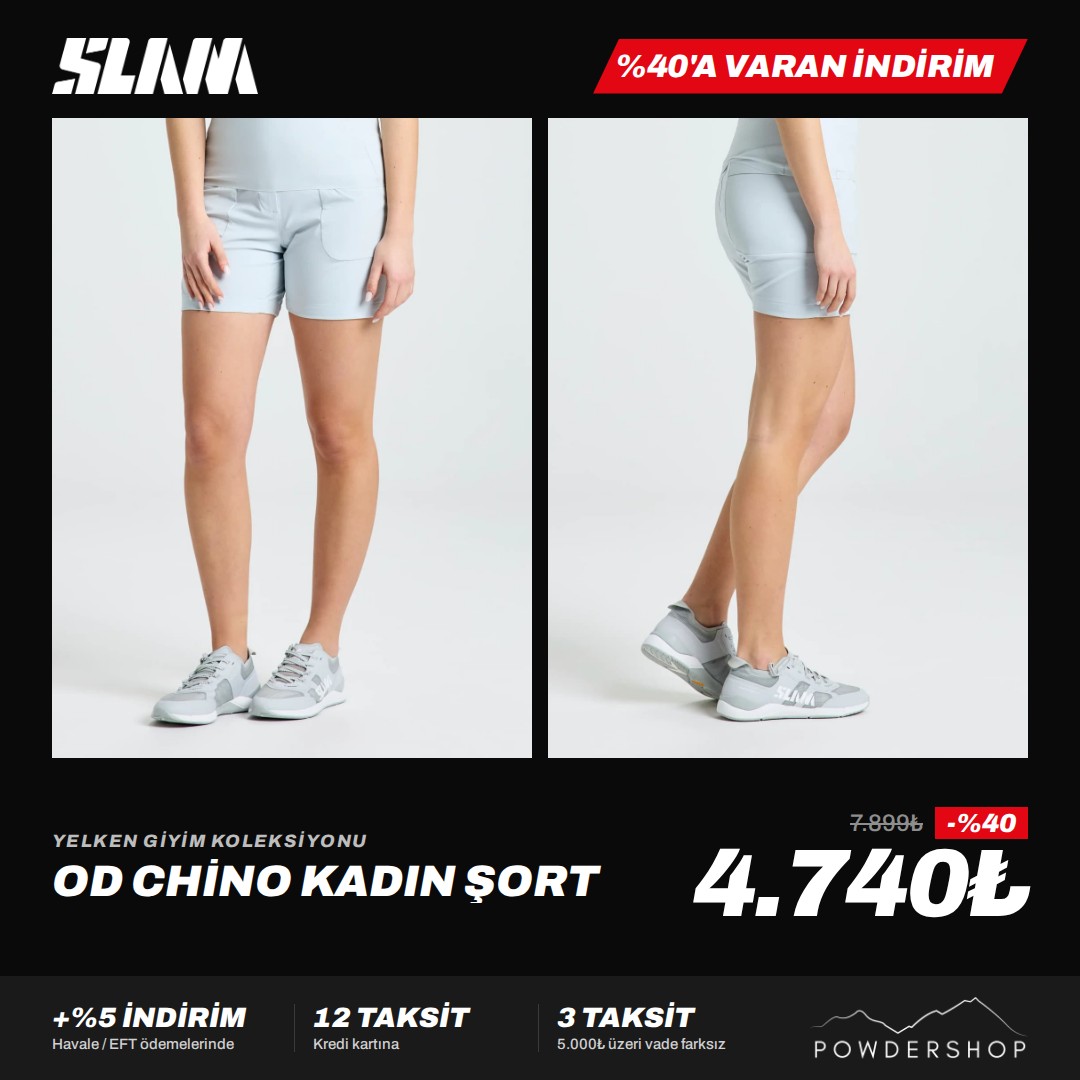 SLAM
%40'A VARAN İNDİRİM
SLAM
YELKEN GİYİM KOLEKSİYONU
OD CHİNO KADIN ŞORT
7.899₺
-%40
4.740₺
+%5 İNDİRİM
Havale / EFT ödemelerinde
12 TAKSİT
Kredi kartına
3 TAKSİT
5.000₺ üzeri vade farksız
POWDERSHOP